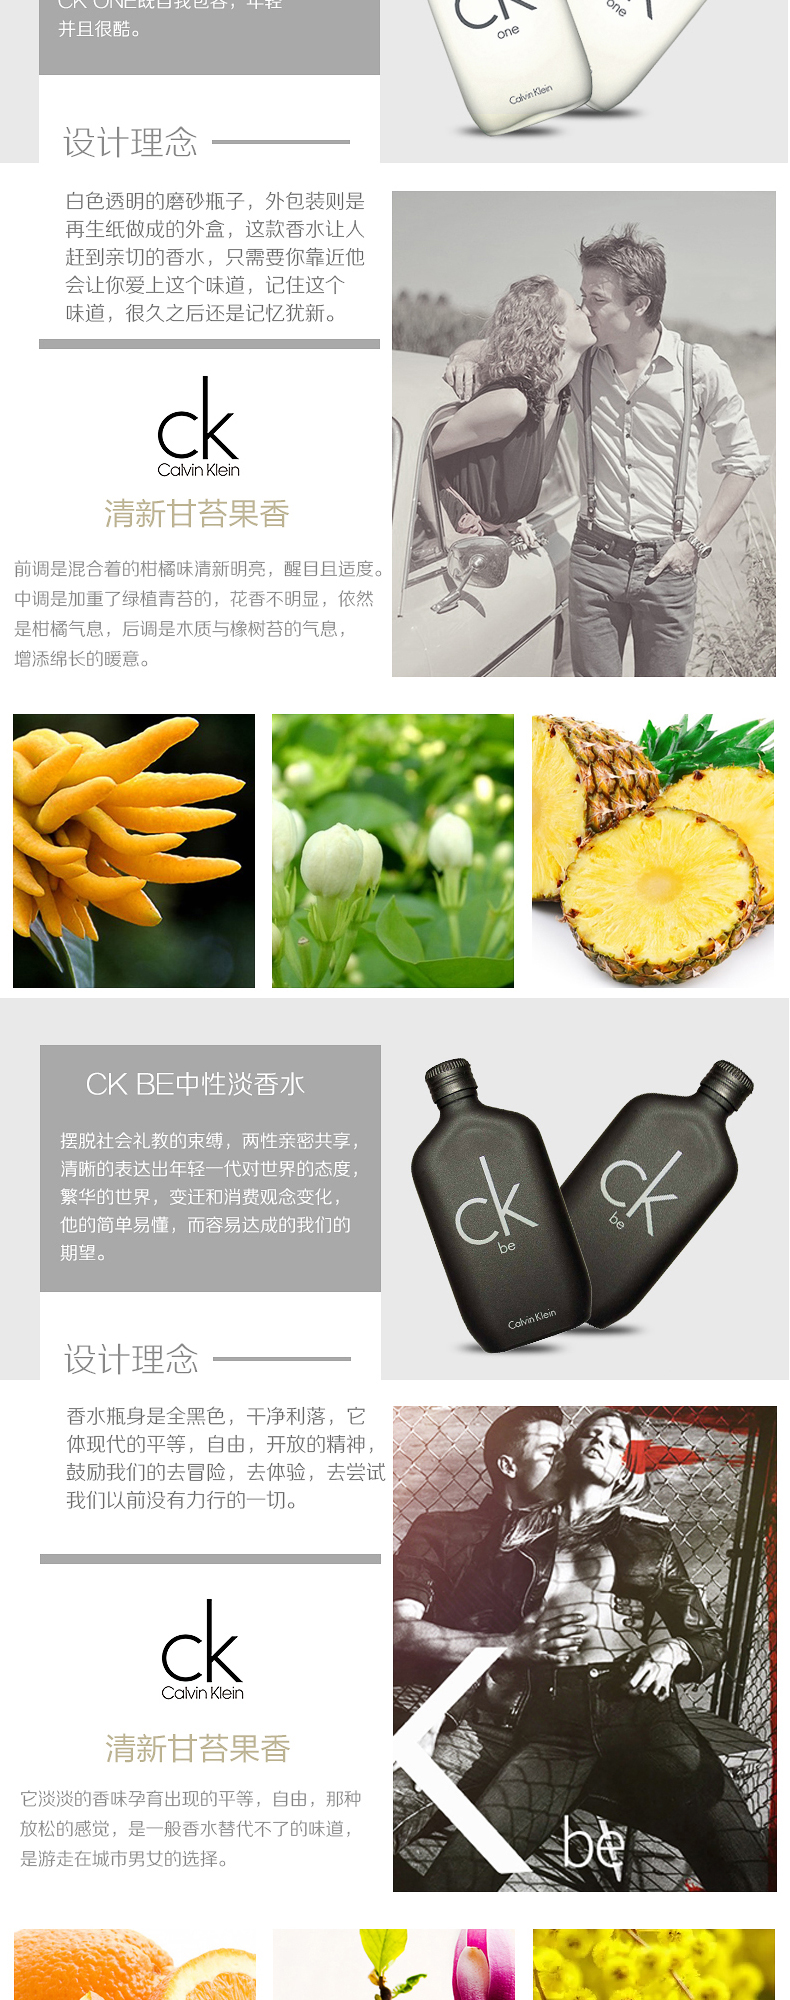 CK ONE既自我包容，年轻
并且很酷。
ck
one
Calvin Klein
one
设计理念
白色透明的磨砂瓶子，外包装则是
再生纸做成的外盒，这款香水让人
赶到亲切的香水，只需要你靠近他
会让你爱上这个味道，记住这个
味道，很久之后还是记忆犹新。
ck
Calvin Klein
清新甘苔果香
前调是混合着的柑橘味清新明亮，醒目且适度。
中调是加重了绿植青苔的，花香不明显，依然
是柑橘气息，后调是木质与橡树苔的气息，
增添绵长的暖意。
CK BE中性淡香水
摆脱社会礼教的束缚，两性亲密共享，
清晰的表达出年轻一代对世界的态度，
繁华的世界，变迁和消费观念变化，
他的简单易懂，而容易达成的我们的
期望。
ck
be
Calvin Klein
ck
be
设计理念
香水瓶身是全黑色，干净利落，它
体现代的平等，自由，开放的精神，
鼓励我们的去冒险，去体验，去尝试
我们以前没有力行的一切。
ck
Calvin Klein
清新甘苔果香
它淡淡的香味孕育出现的平等，自由，那种
放松的感觉，是一般香水替代不了的味道，
是游走在城市男女的选择。
be